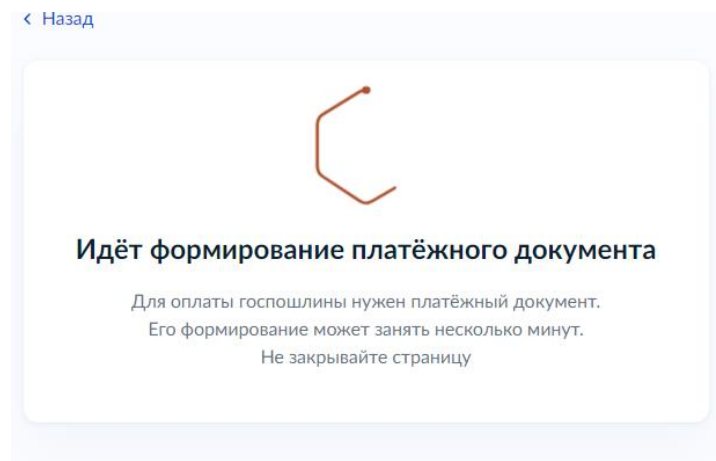 Назад
Идёт формирование платёжного документа
Для оплаты госпошлины нужен платёжный документ.
Его формирование может занять несколько минут.
Не закрывайте страницу